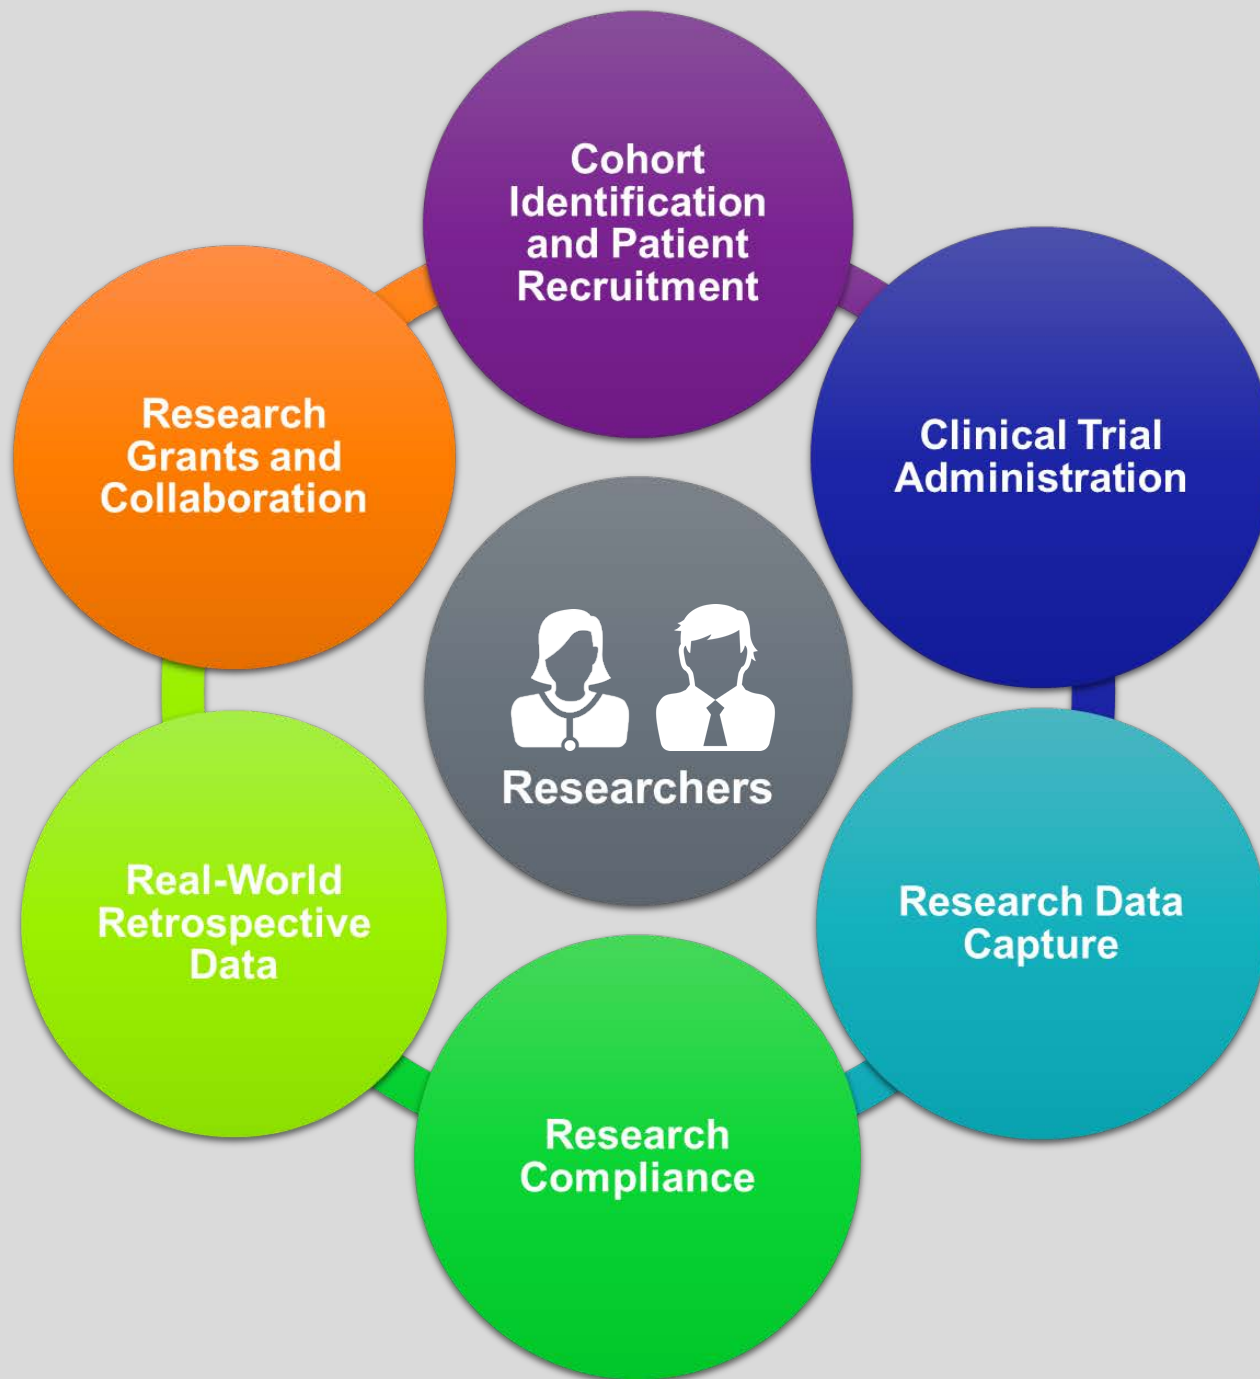 Cohort
Identification
and Patient
Recruitment
Clinical Trial
Administration
Research Data
Capture
Research
Compliance
Real-World
Retrospective
Data
Research
Grants and
Collaboration
Researchers